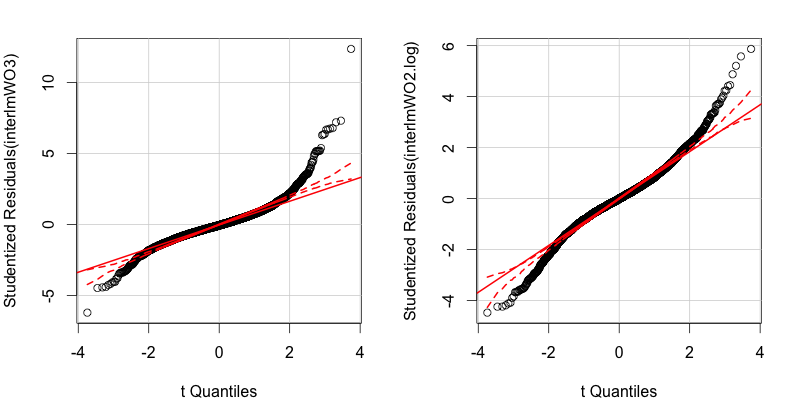 Studentized Residuals(interlmWO3)
10
5
0
-5
-4 -2 0 2 4
t Quantiles
Studentized Residuals(interlmWO2.log)
6
4
2
0
-2
-4
-4 -2 0 2 4
t Quantiles